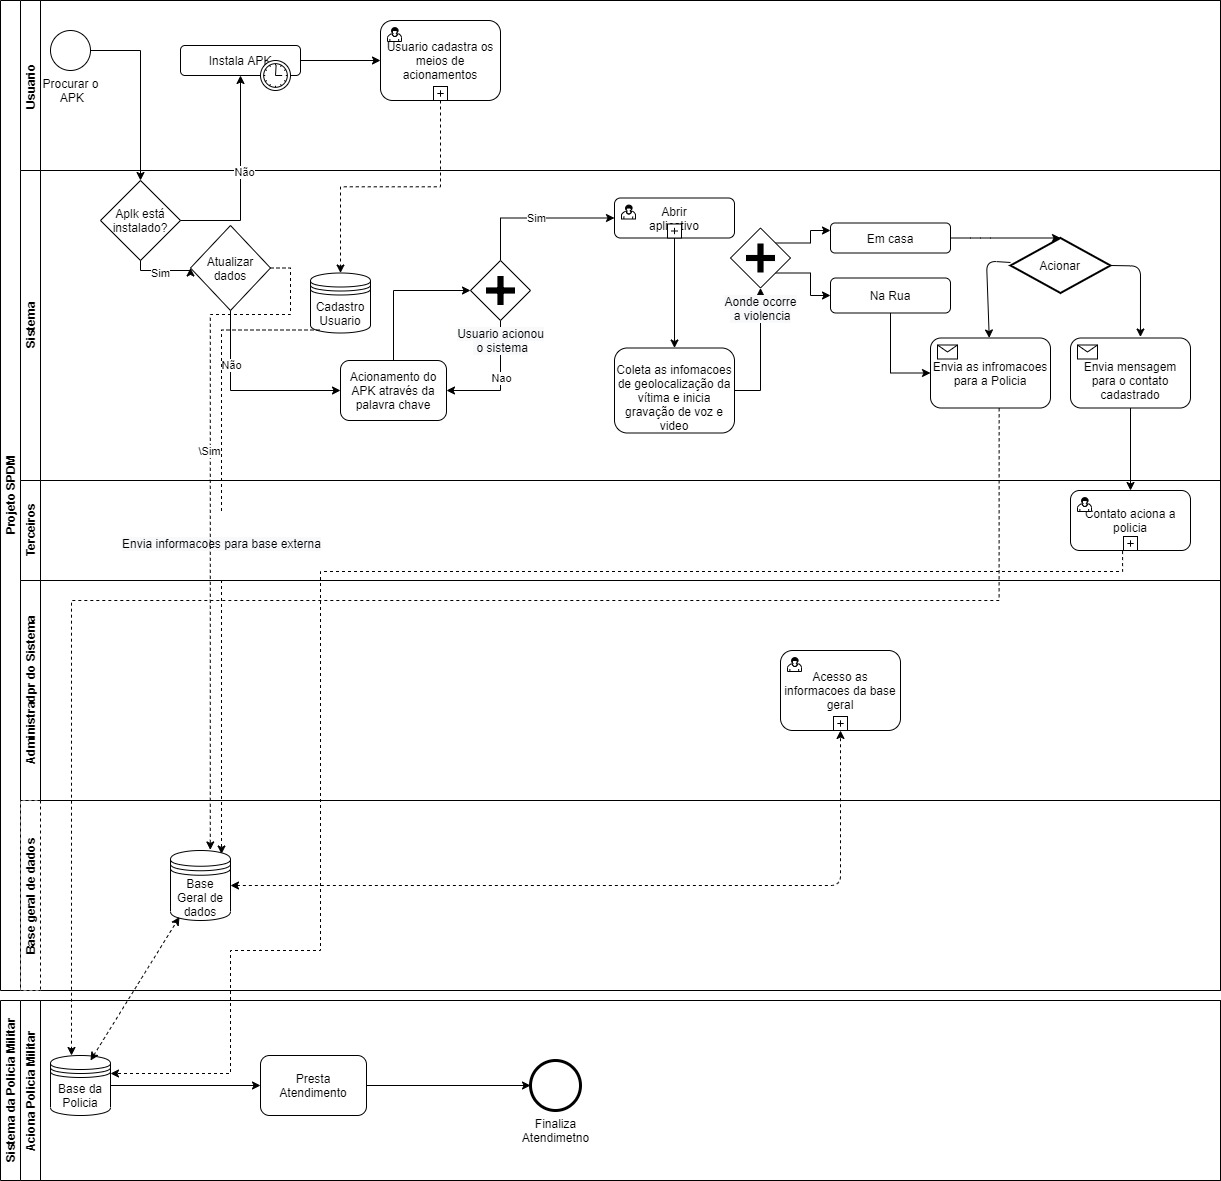 Projeto SPDM
Usuario
Procurar o
APK
Instala APK
Usuario cadastra os
meios de
acionamentos
Não
Sistema
Aplk está
instalado?
Sim
Atualizar
dados
Cadastro
Usuario
Não
\Sim
Acionamento do
APK através da
palavra chave
Usuario acionou
o sistema
Nao
Sim
Abrir
aplicativo
Coleta as infomacoes
de geolocalização da
vítima e inicia
gravação de voz e
video
Aonde ocorre
a violencia
Em casa
Na Rua
Acionar
Envia as infromacoes
para a Policia
Envia mensagem
para o contato
cadastrado
Terceiros
Envia informacoes para base externa
Contato aciona a
policia
Administradpr do Sistema
Acesso as
informacoes da base
geral
Base geral de dados
Base
Geral de
dados
Sistema da Policia Militar
Aciona Policia Militar
Base da
Policia
Presta
Atendimento
Finaliza
Atendimetno